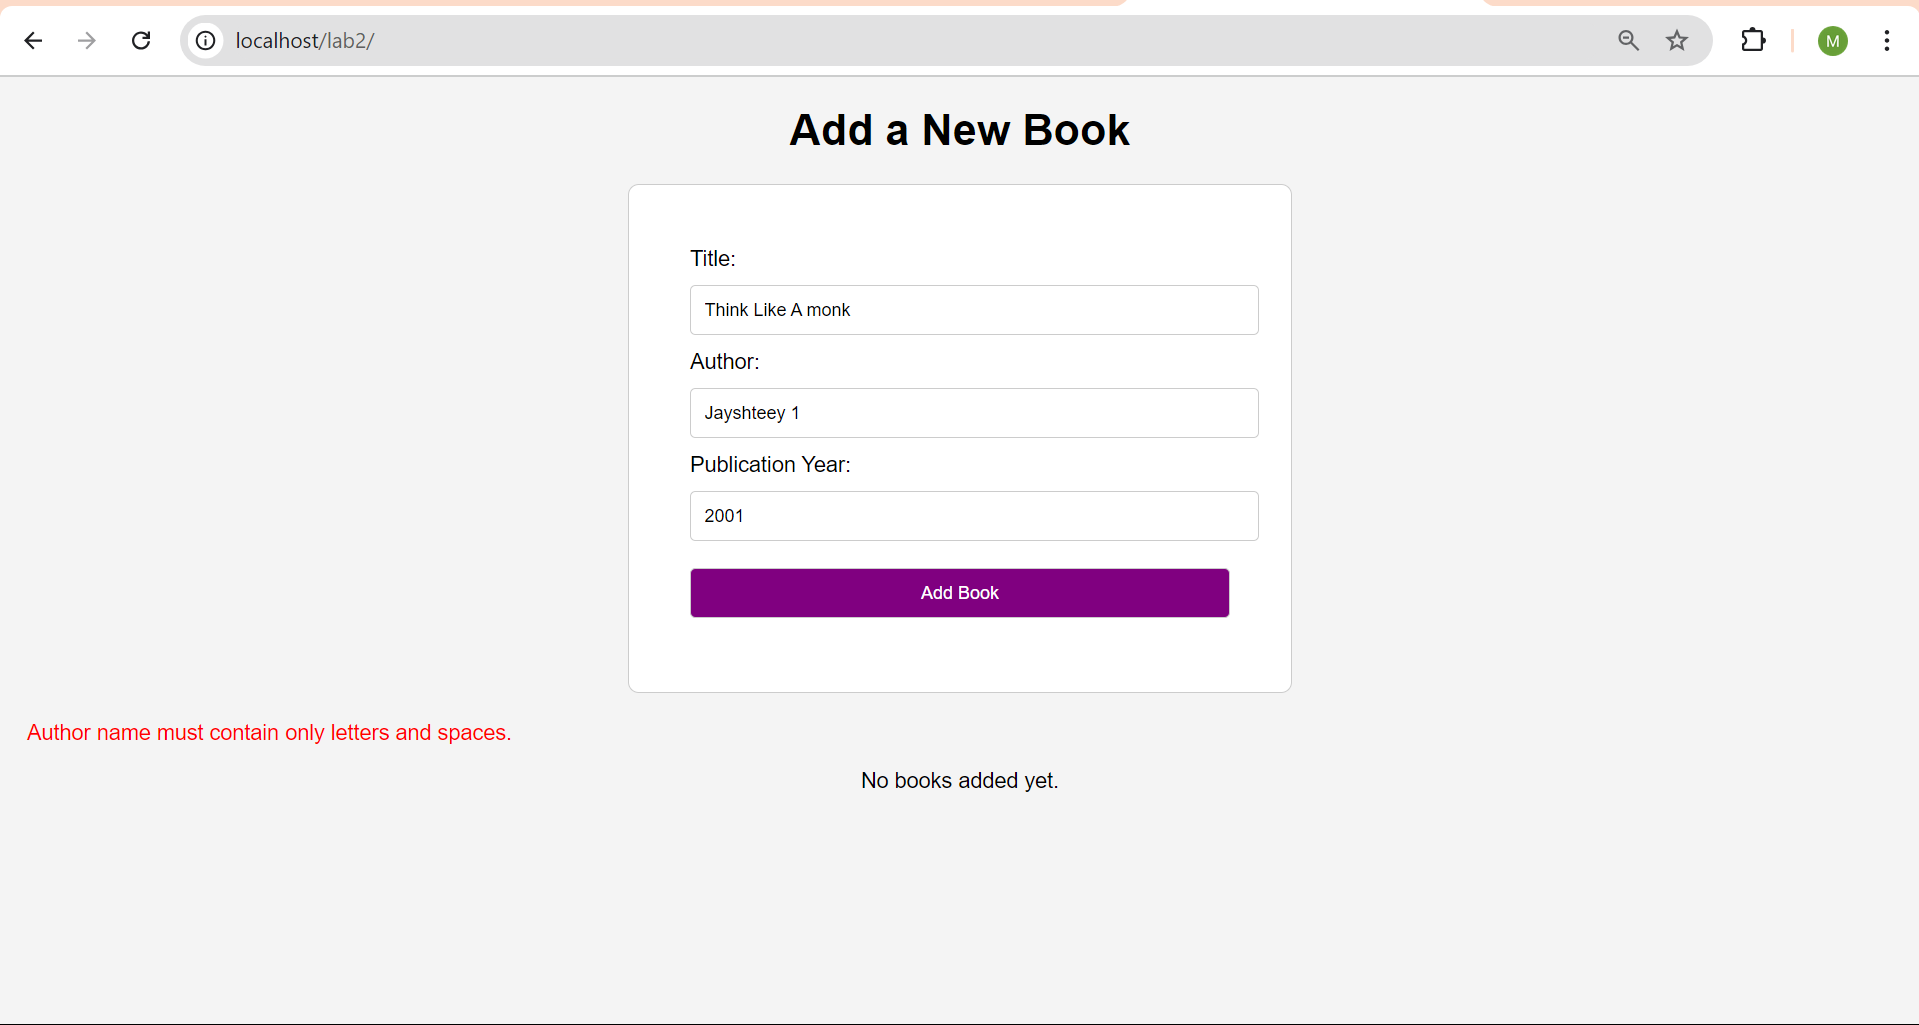 localhost/lab2/
M
Add a New Book
Title:
Think Like A monk
Author:
Jayshteey 1
Publication Year:
2001
Add Book
Author name must contain only letters and spaces.
No books added yet.